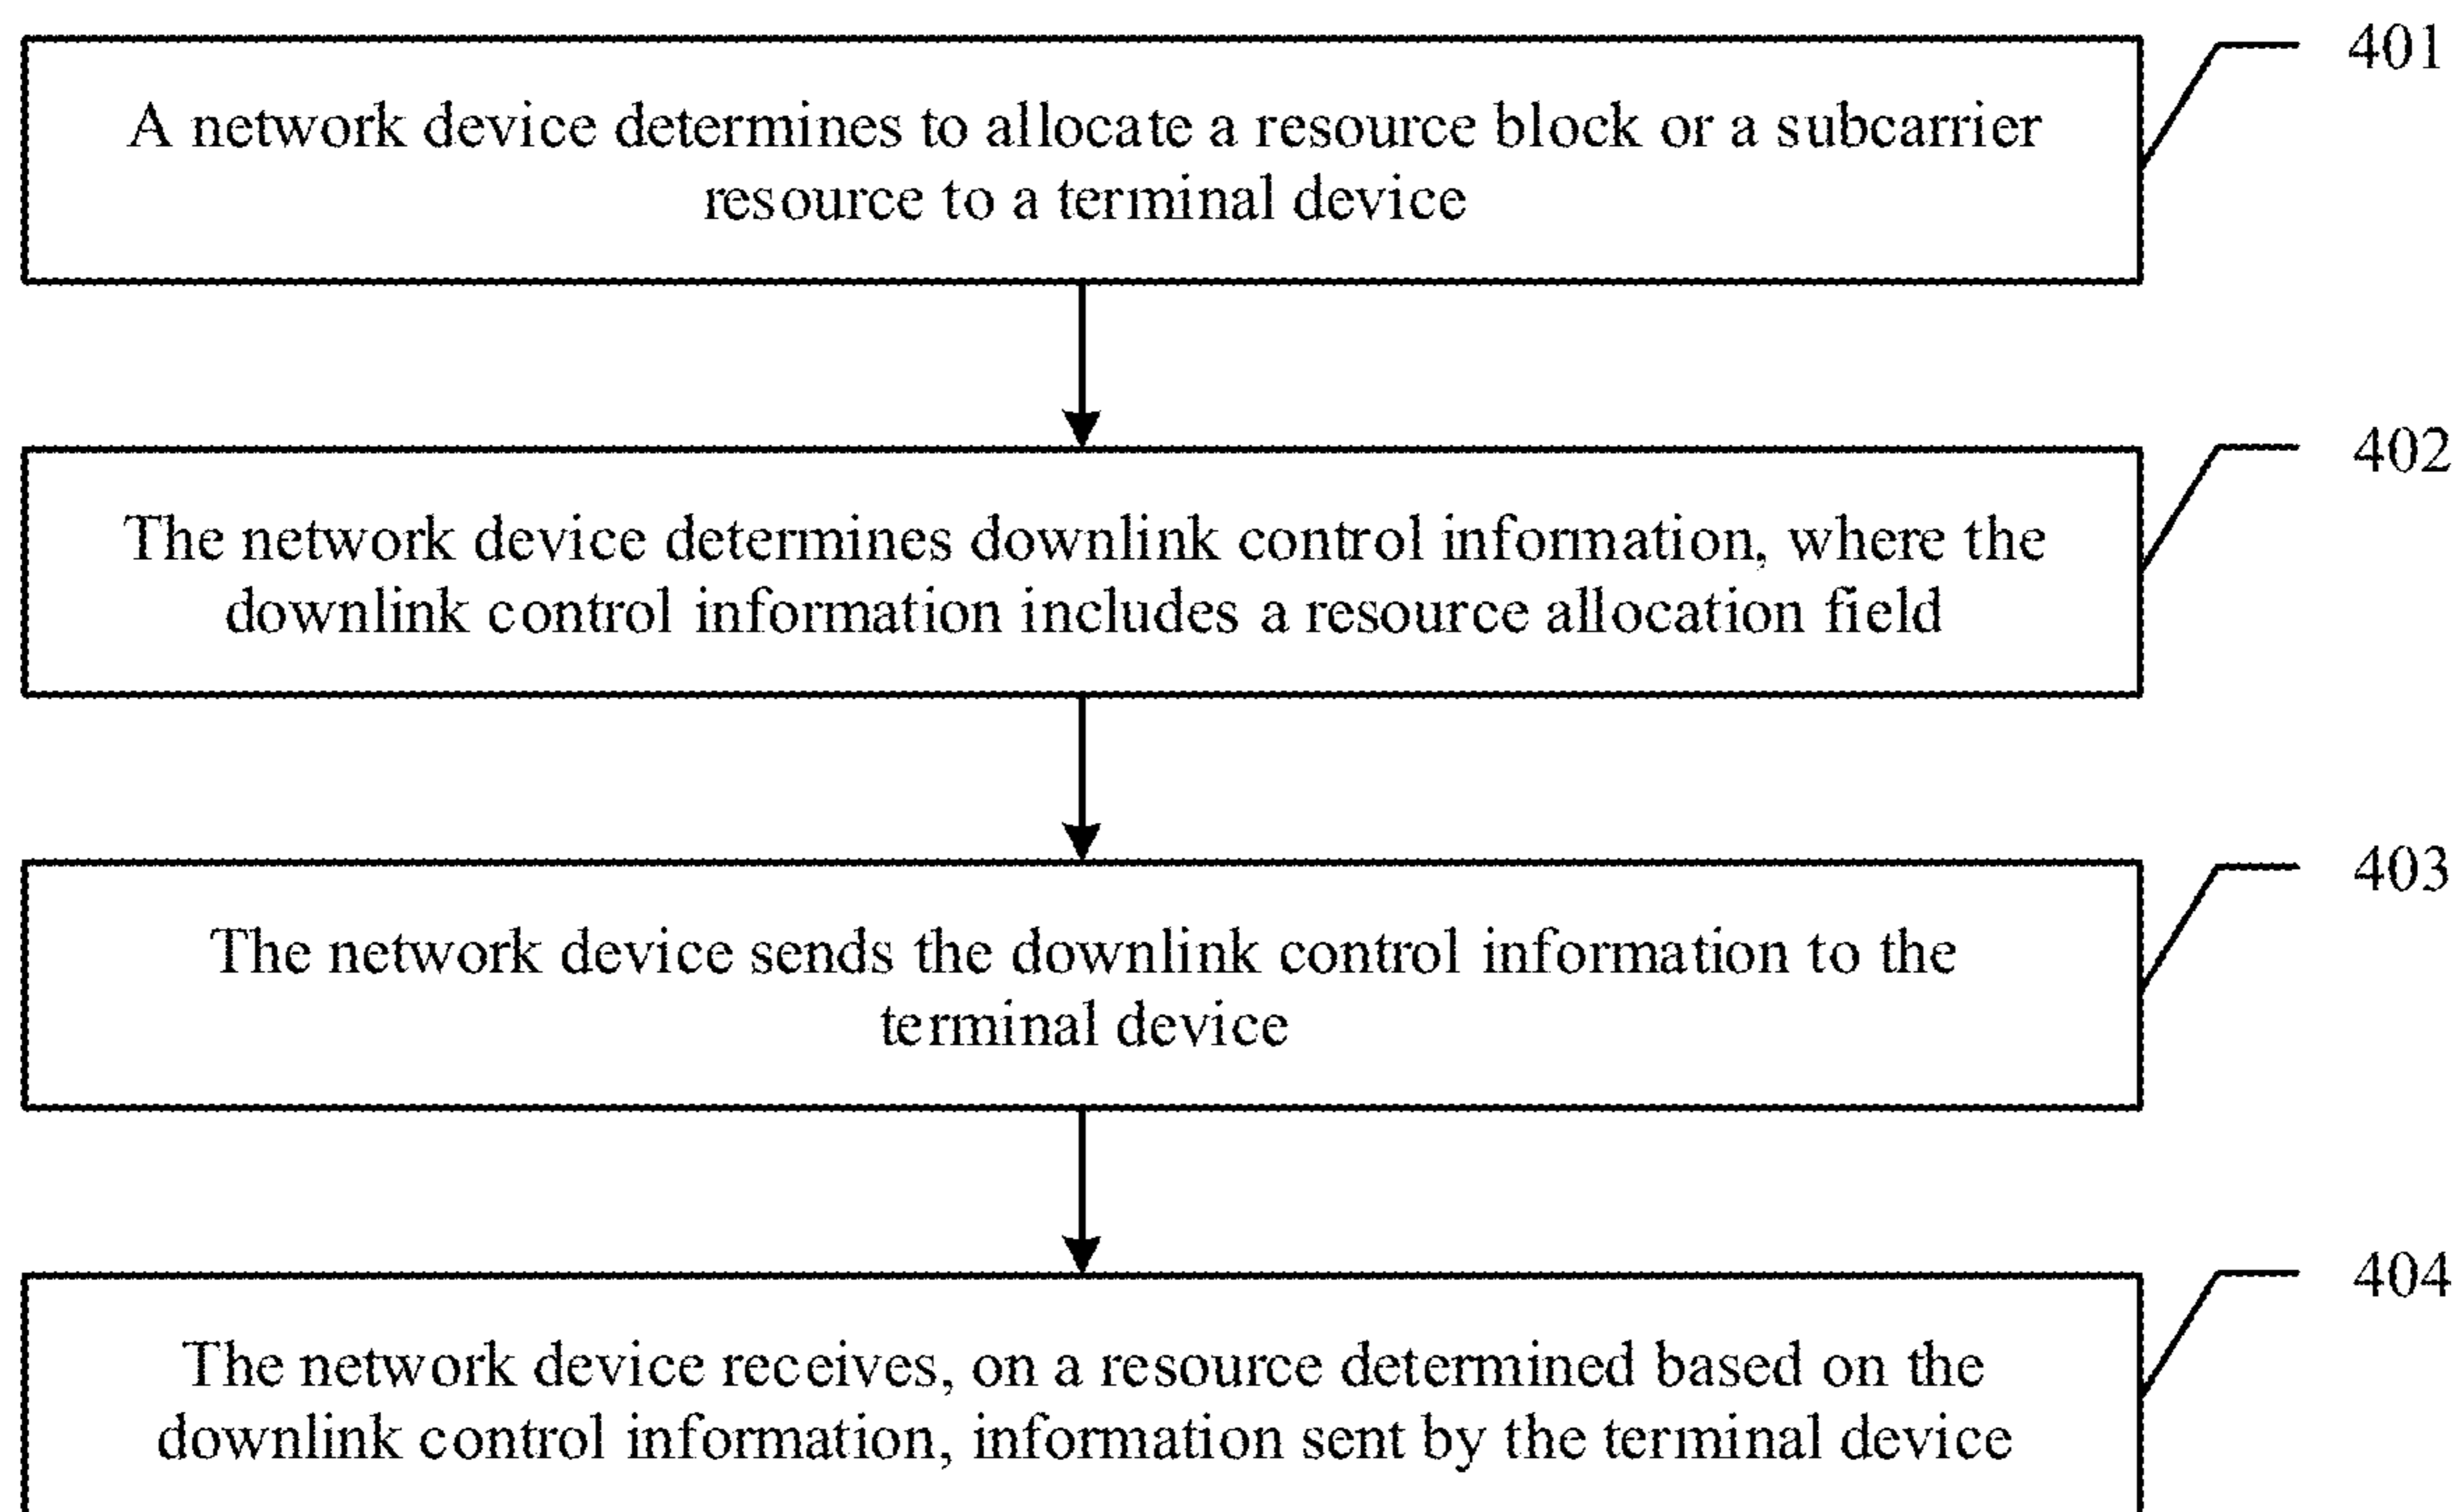 401
A network device determines to allocate a resource block or a subcarrier
resource to a terminal device
402
The network device determines downlink control information, where the
downlink control information includes a resource allocation field
403
The network device sends the downlink control information to the
terminal device
404
The network device receives, on a resource determined based on the
downlink control information, information sent by the terminal device